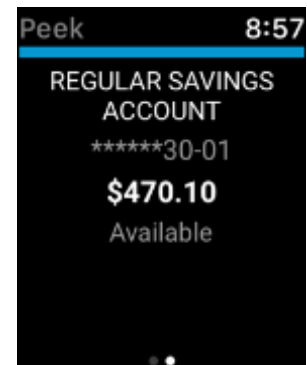 Peek 8:57
REGULAR SAVINGS
ACCOUNT
******30-01
$470.10
Available